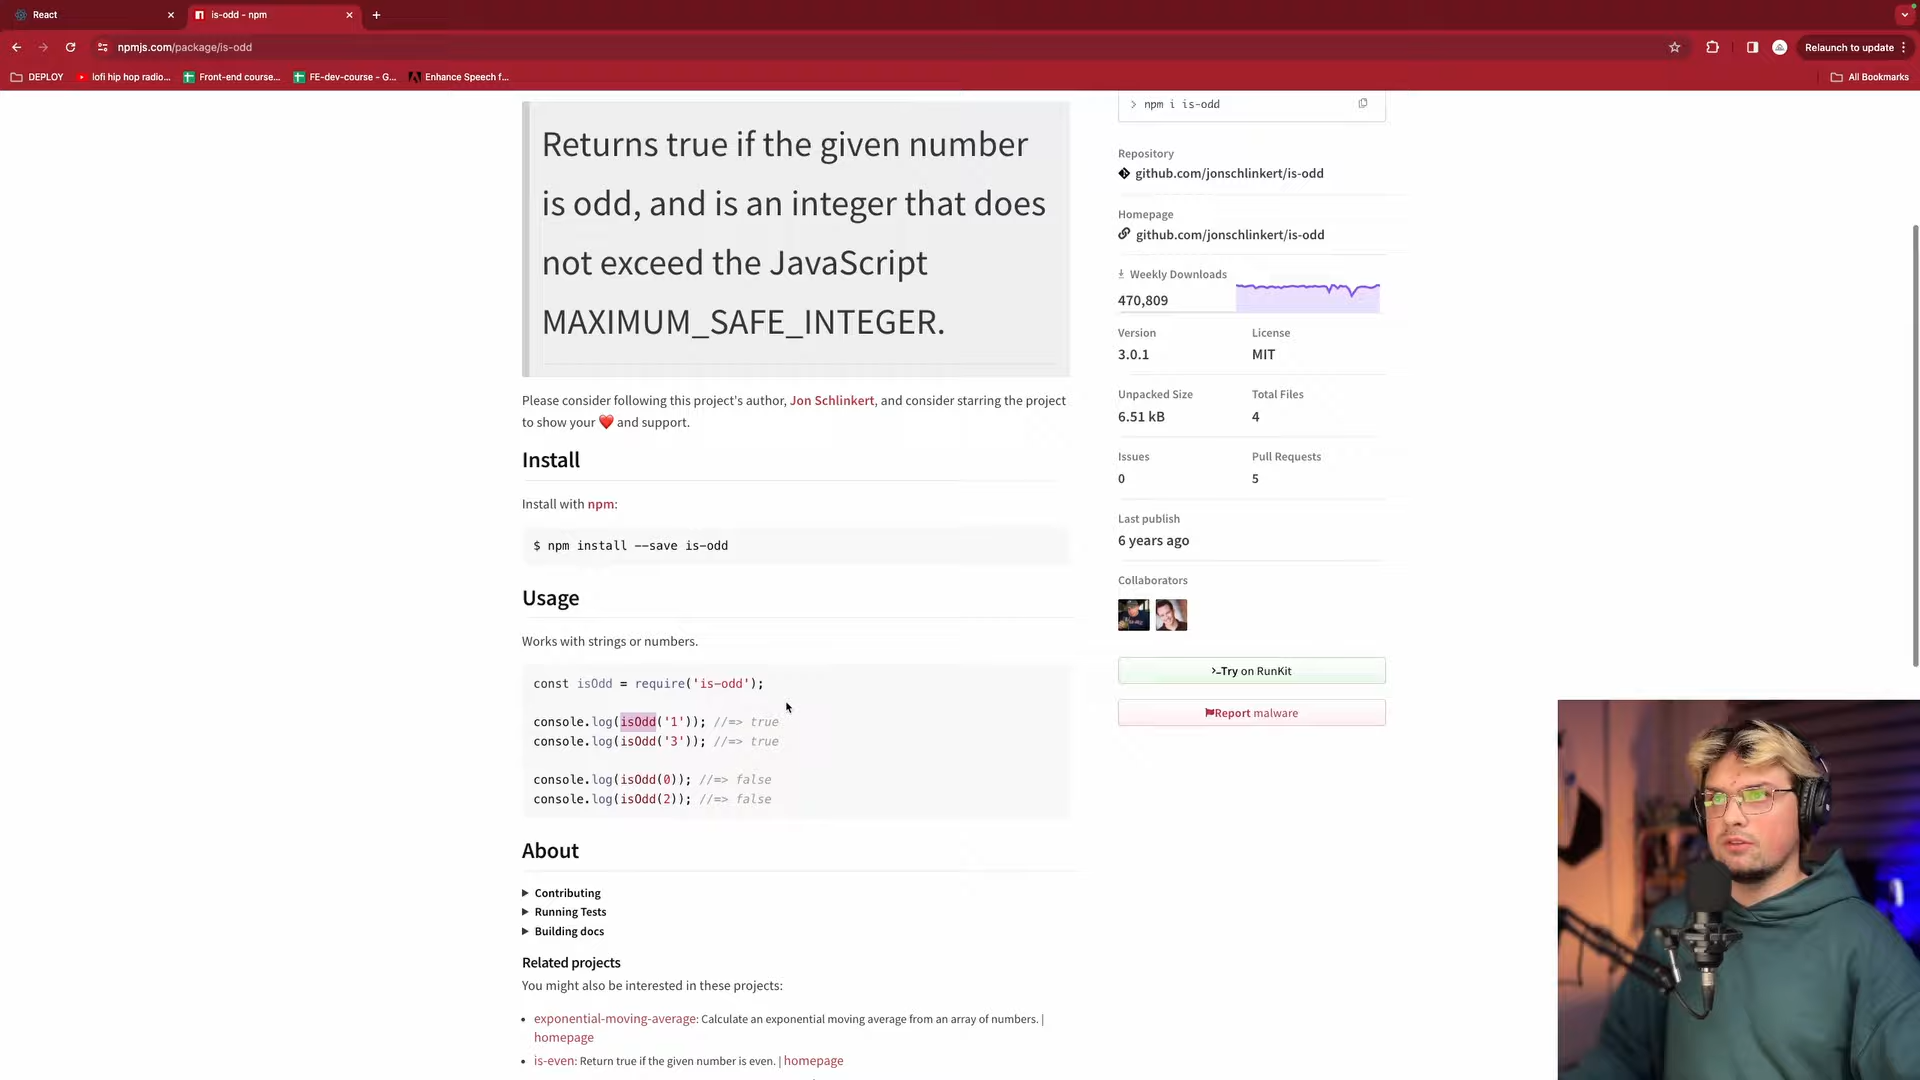 React
is-odd - npm
npmjs.com/package/is-odd
Relaunch to update
DEPLOY
lofi hip hop radio...
Front-end course...
FE-dev-course - G...
Enhance Speech f...
All Bookmarks
Returns true if the given number
is odd, and is an integer that does
not exceed the JavaScript
MAXIMUM_SAFE_INTEGER.
Please consider following this project's author, Jon Schlinkert, and consider starring the project
to show your ❤️ and support.
Install
Install with npm:
$ npm install --save is-odd
Usage
Works with strings or numbers.
const isOdd = require('is-odd');
console.log(isOdd('1')); //=> true
console.log(isOdd('3')); //=> true
console.log(isOdd(0)); //=> false
console.log(isOdd(2)); //=> false
About
Contributing
Running Tests
Building docs
Related projects
You might also be interested in these projects:
• exponential-moving-average: Calculate an exponential moving average from an array of numbers. |
homepage
• is-even: Return true if the given number is even. | homepage
> npm i is-odd
Repository
github.com/jonschlinkert/is-odd
Homepage
github.com/jonschlinkert/is-odd
Weekly Downloads
470,809
Version
License
3.0.1
MIT
Unpacked Size
Total Files
6.51 kB
4
Issues
Pull Requests
0
5
Last publish
6 years ago
Collaborators
Try on RunKit
Report malware